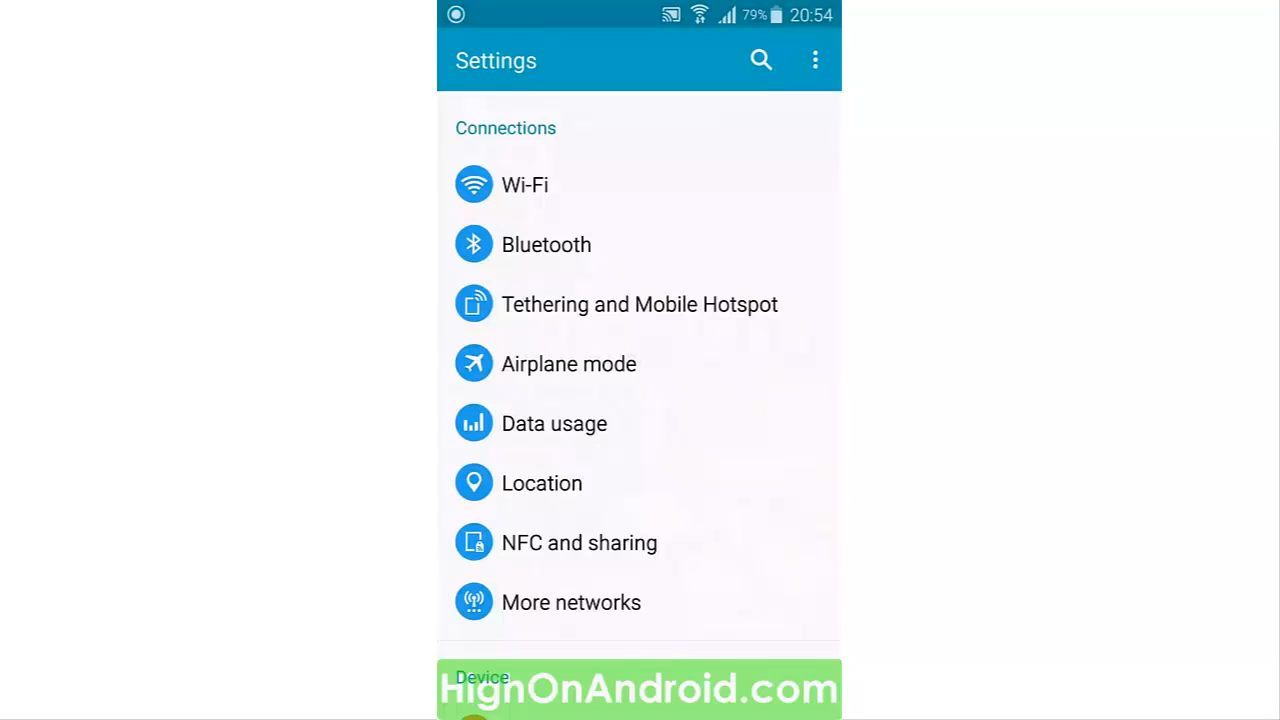 79% 20:54
Settings
Connections
Wi-Fi
Bluetooth
Tethering and Mobile Hotspot
Airplane mode
Data usage
Location
NFC and sharing
More networks
Device
HighOnAndroid.com